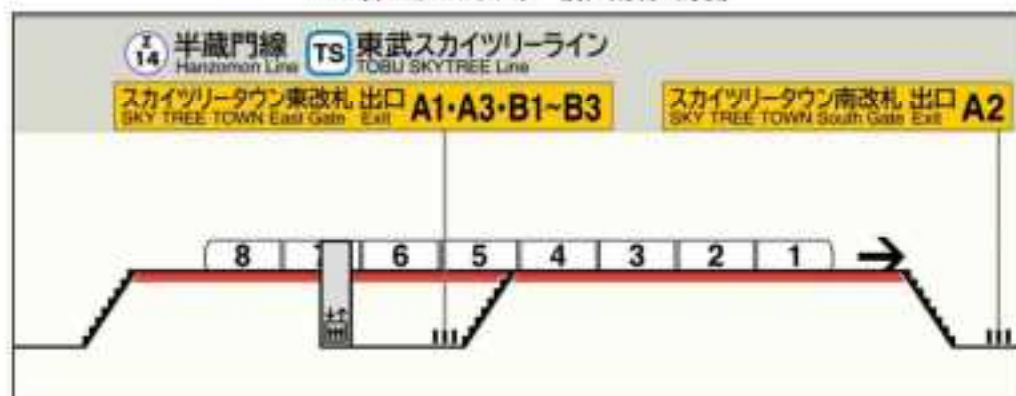 Z 14 半蔵門線 TS 東武スカイツリーライン
Hanzomon Line TOBU SKYTREE Line
スカイツリータウン東改札 出口 A1・A3・B1~B3
SKY TREE TOWN East Gate Exit
スカイツリータウン南改札 出口 A2
SKY TREE TOWN South Gate Exit
8 7 6 5 4 3 2 1